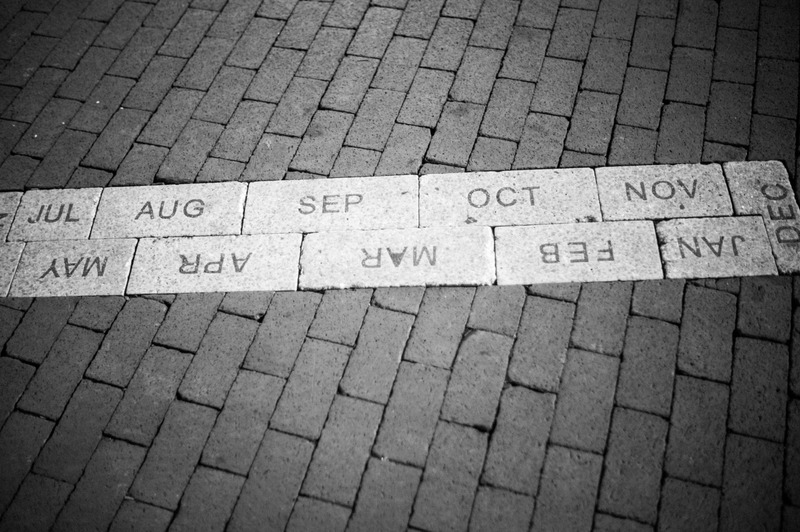 JUL AUG SEP OCT NOV DEC
MAY APR MAR FEB JAN